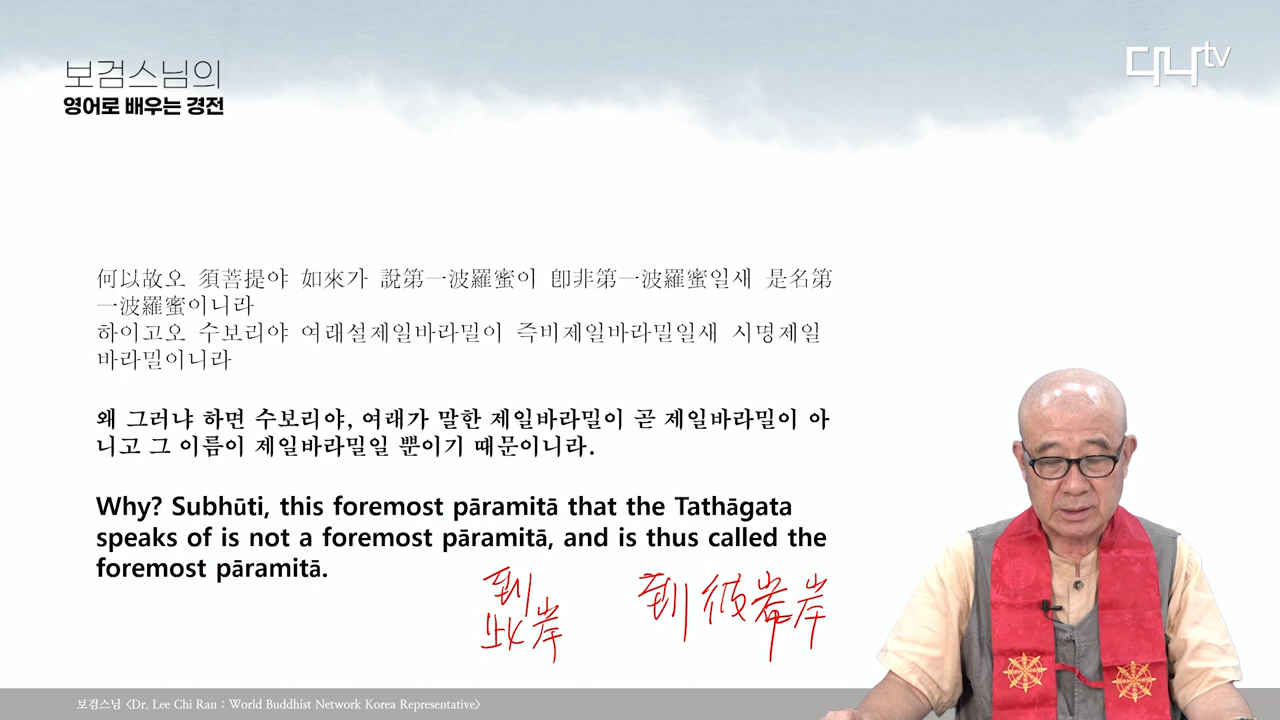 보검스님의
영어로 배우는 경전
다나tv
何以故오 須菩提야 如來가 說第一波羅蜜이 卽非第一波羅蜜일새 是名第
一波羅蜜이니라
하이고오 수보리야 여래설제일바라밀이 즉비제일바라밀일새 시명제일
바라밀이니라
왜 그러냐 하면 수보리야, 여래가 말한 제일바라밀이 곧 제일바라밀이 아
니고 그 이름이 제일바라밀일 뿐이기 때문이니라.
Why? Subhūti, this foremost pāramitā that the Tathāgata
speaks of is not a foremost pāramitā, and is thus called the
foremost pāramitā.
到
此岸
到彼岸
보검스님 <Dr. Lee Chi Ran : World Buddhist Network Korea Representative>